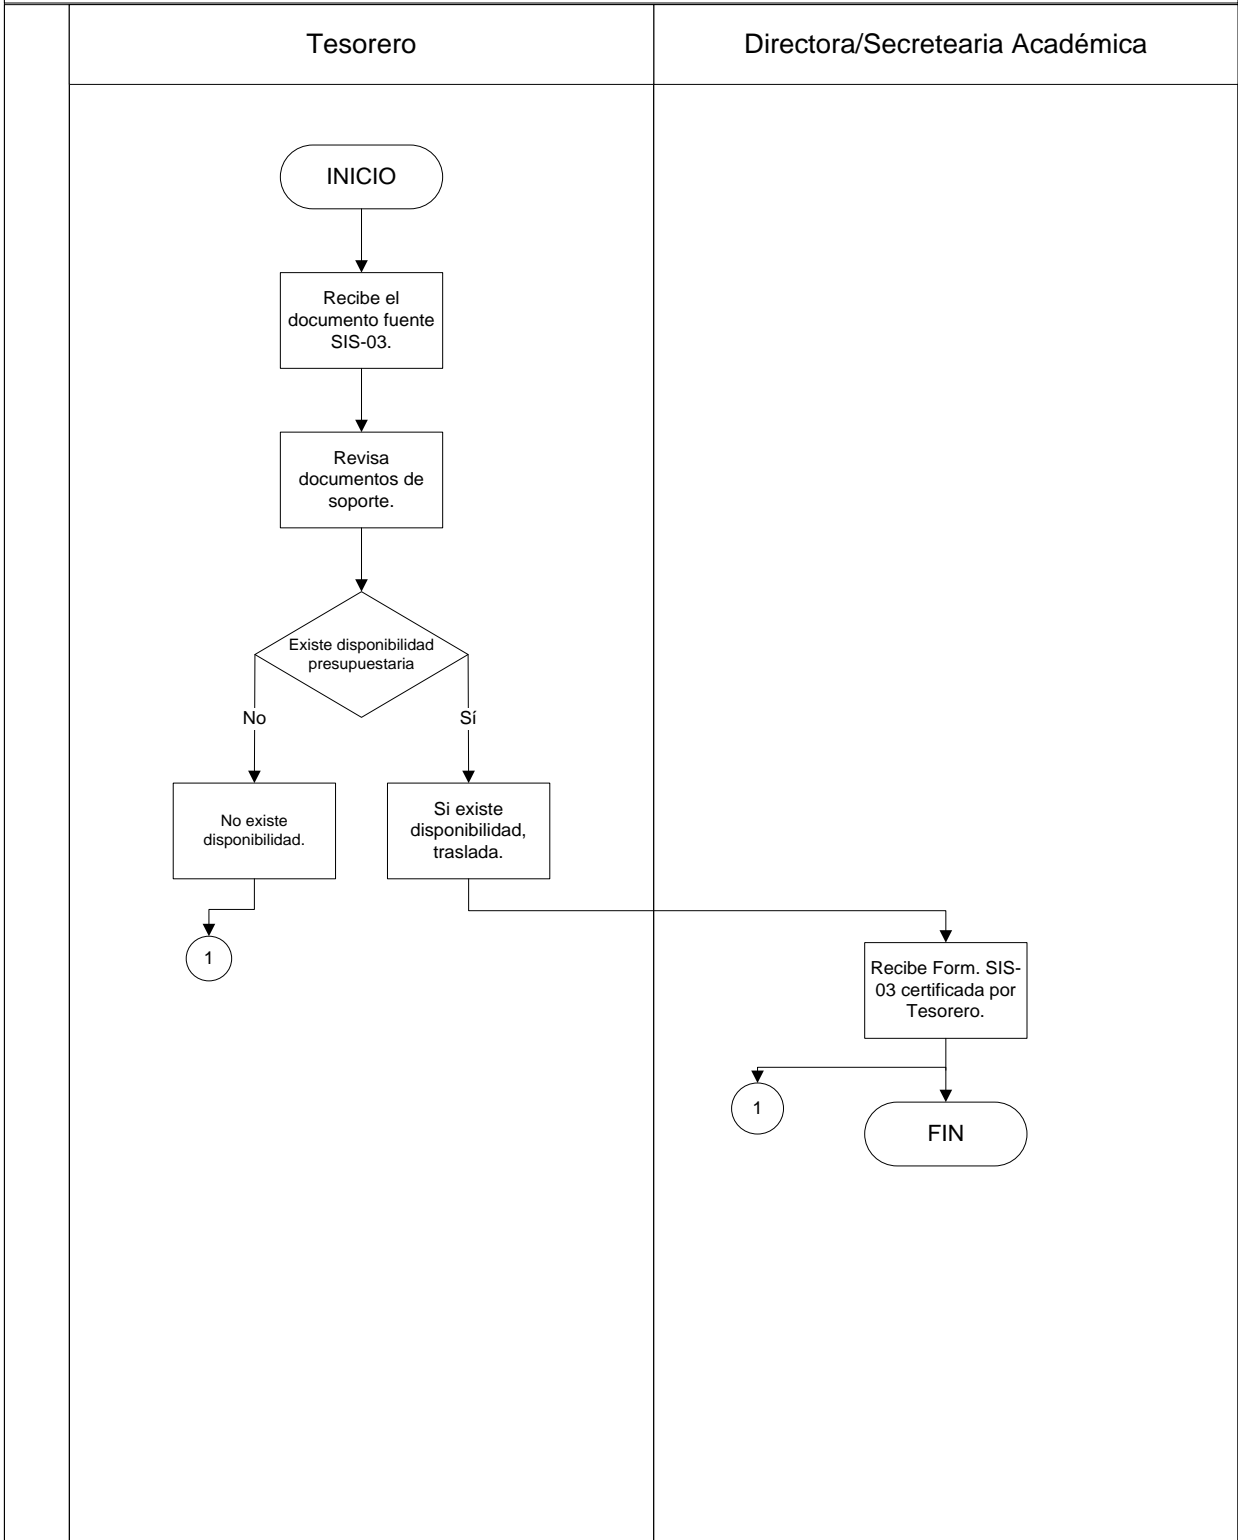 Tesorero
Directora/Secretearia Académica
INICIO
Recibe el
documento fuente
SIS-03.
Revisa
documentos de
soporte.
Existe disponibilidad
presupuestaria
No
Sí
No existe
disponibilidad.
Si existe
disponibilidad,
traslada.
1
Recibe Form. SIS-
03 certificada por
Tesorero.
1
FIN